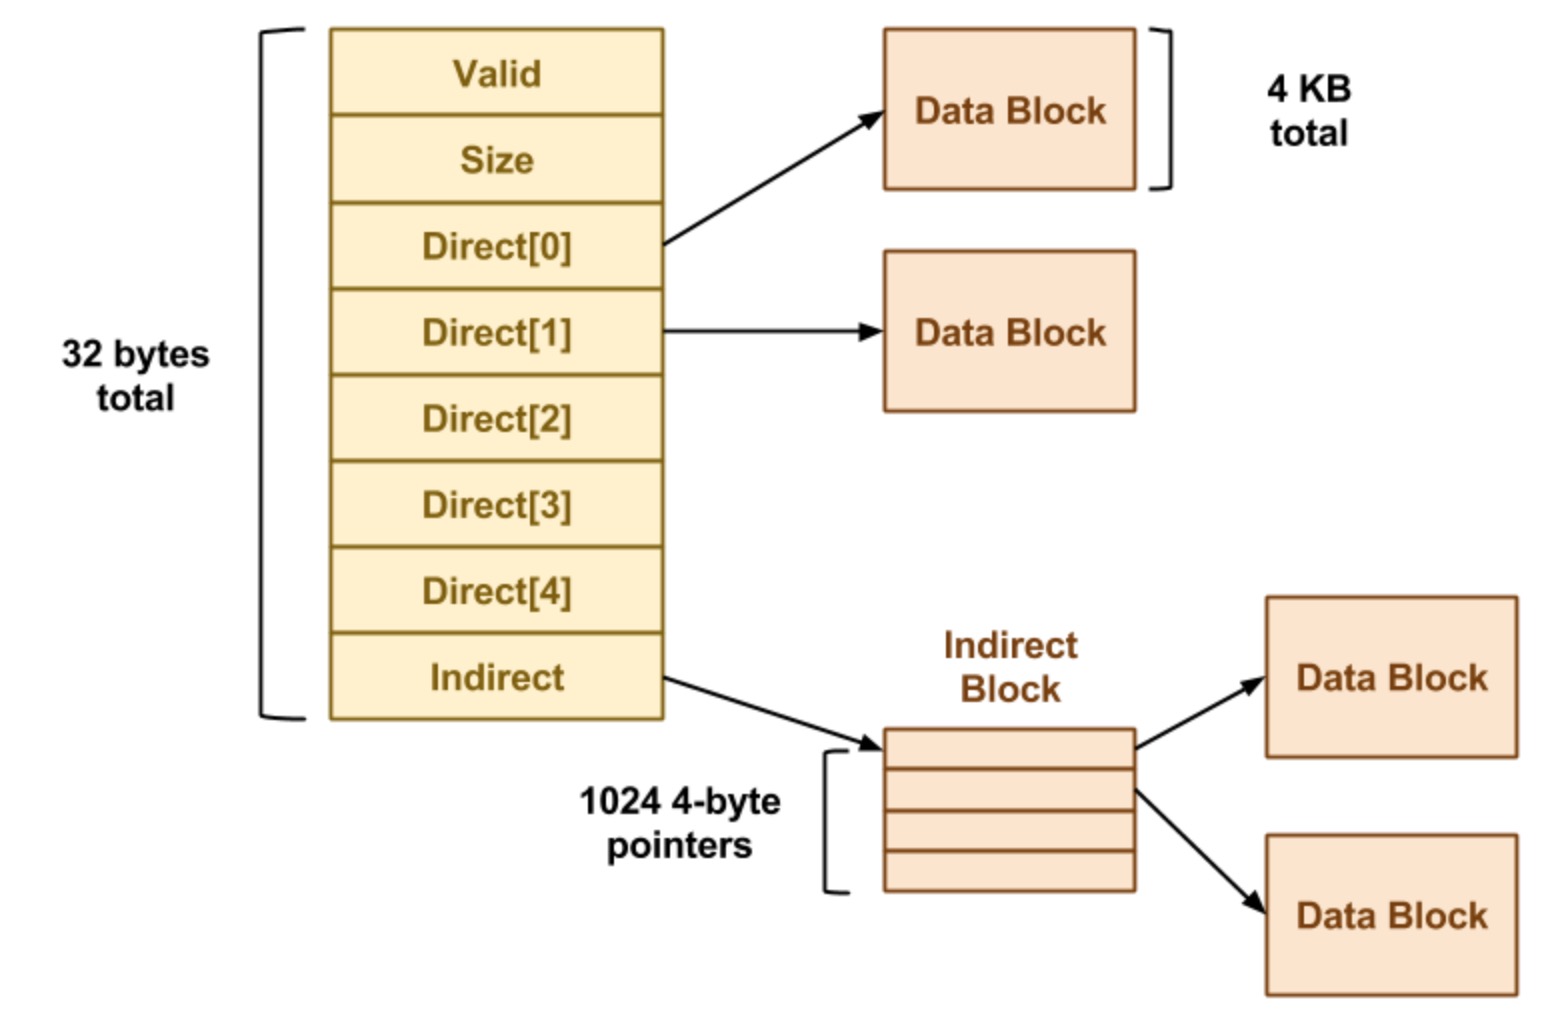 Valid
Size
Direct[0]
Direct[1]
Direct[2]
Direct[3]
Direct[4]
Indirect
32 bytes
total
Data Block
4 KB
total
Data Block
Indirect
Block
1024 4-byte
pointers
Data Block
Data Block